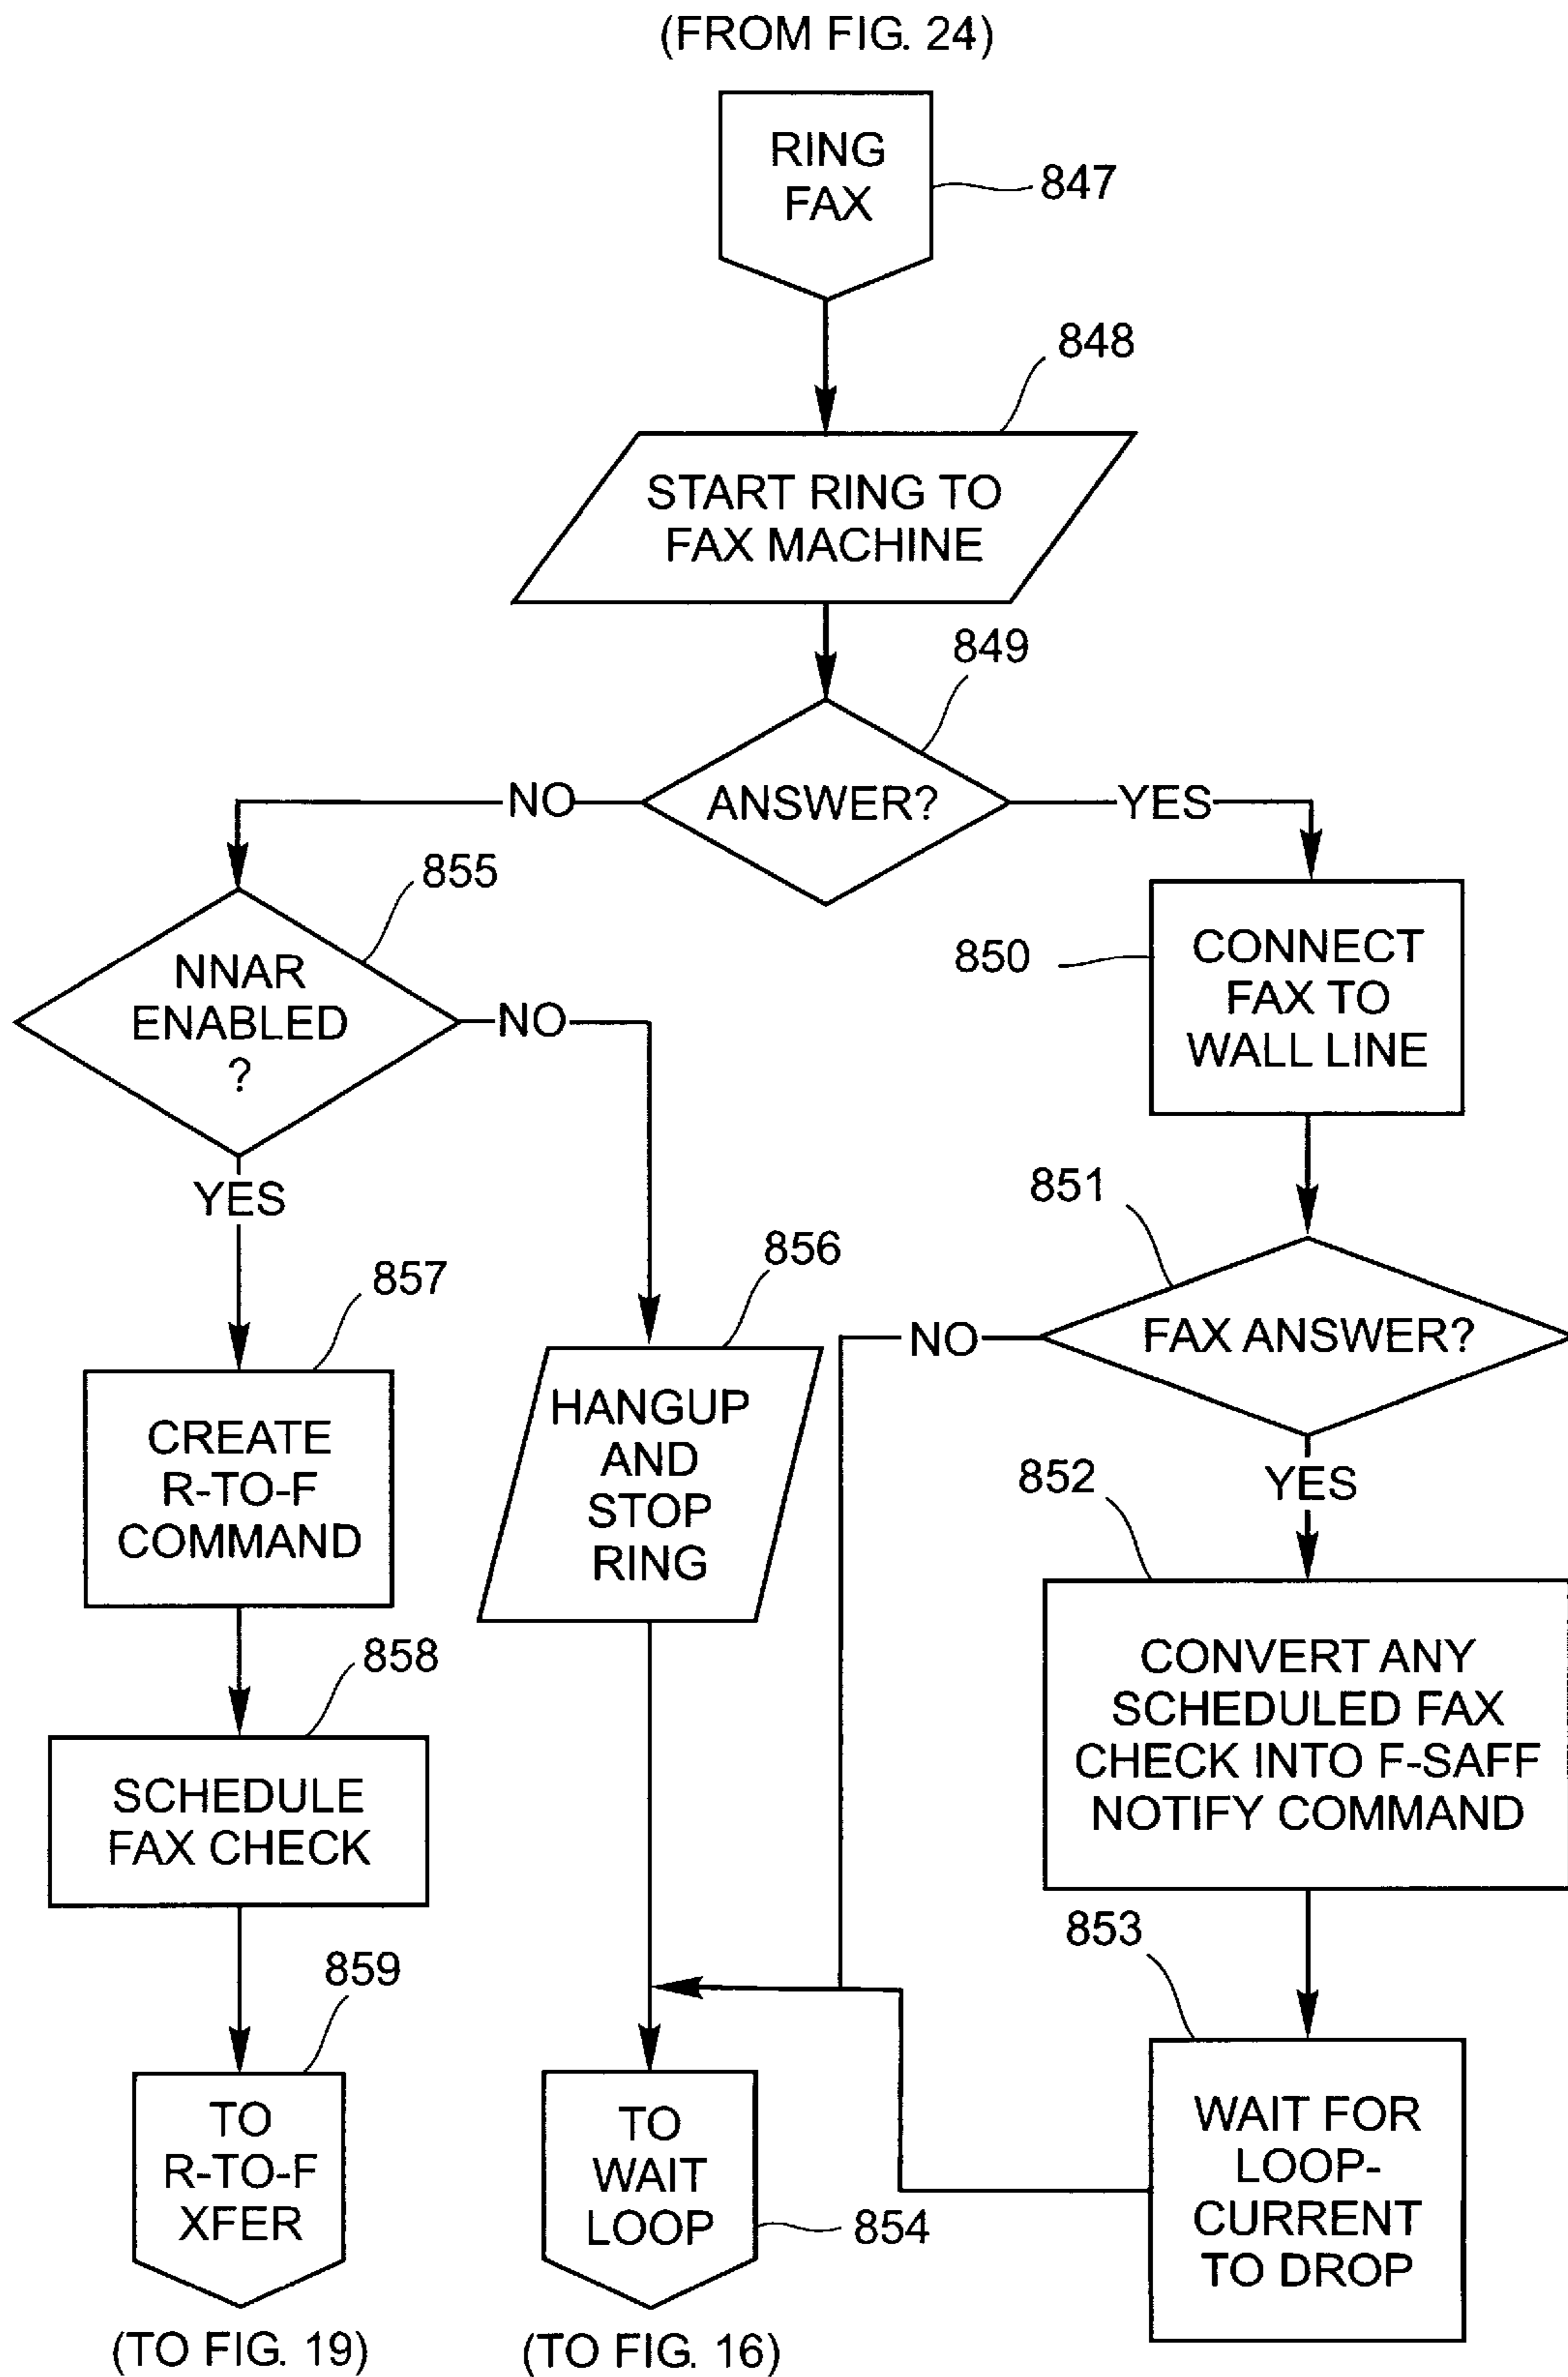 (FROM FIG. 24)
RING
FAX
847
848
START RING TO
FAX MACHINE
849
NO
ANSWER?
YES
855
NNAR
ENABLED
?
NO
850
CONNECT
FAX TO
WALL LINE
YES
851
856
857
NO
FAX ANSWER?
CREATE
R-TO-F
COMMAND
HANGUP
AND
STOP
RING
852
YES
858
CONVERT ANY
SCHEDULED FAX
CHECK INTO F-SAFF
NOTIFY COMMAND
SCHEDULE
FAX CHECK
853
859
TO
R-TO-F
XFER
TO
WAIT
LOOP
854
WAIT FOR
LOOP-
CURRENT
TO DROP
(TO FIG. 19)
(TO FIG. 16)